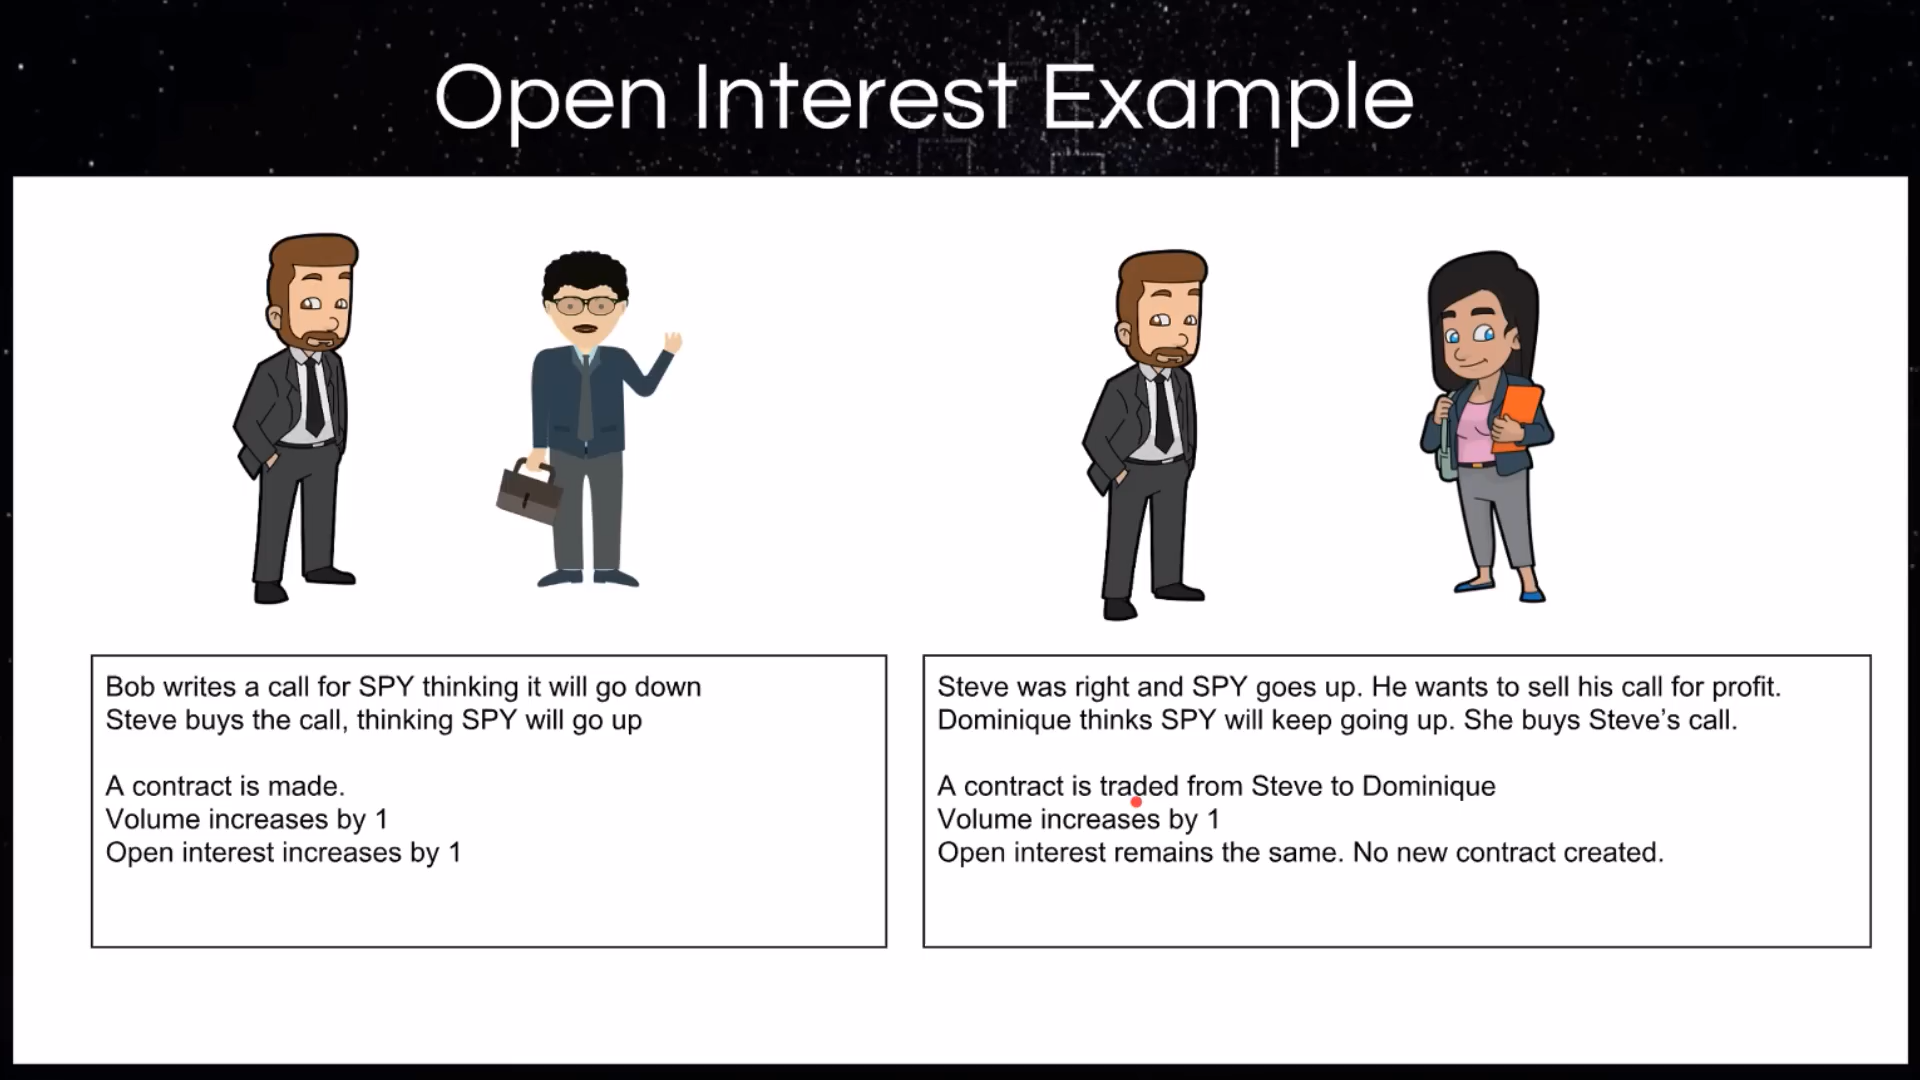 Open Interest Example
Bob writes a call for SPY thinking it will go down
Steve buys the call, thinking SPY will go up
A contract is made.
Volume increases by 1
Open interest increases by 1
Steve was right and SPY goes up. He wants to sell his call for profit.
Dominique thinks SPY will keep going up. She buys Steve’s call.
A contract is traded from Steve to Dominique
Volume increases by 1
Open interest remains the same. No new contract created.